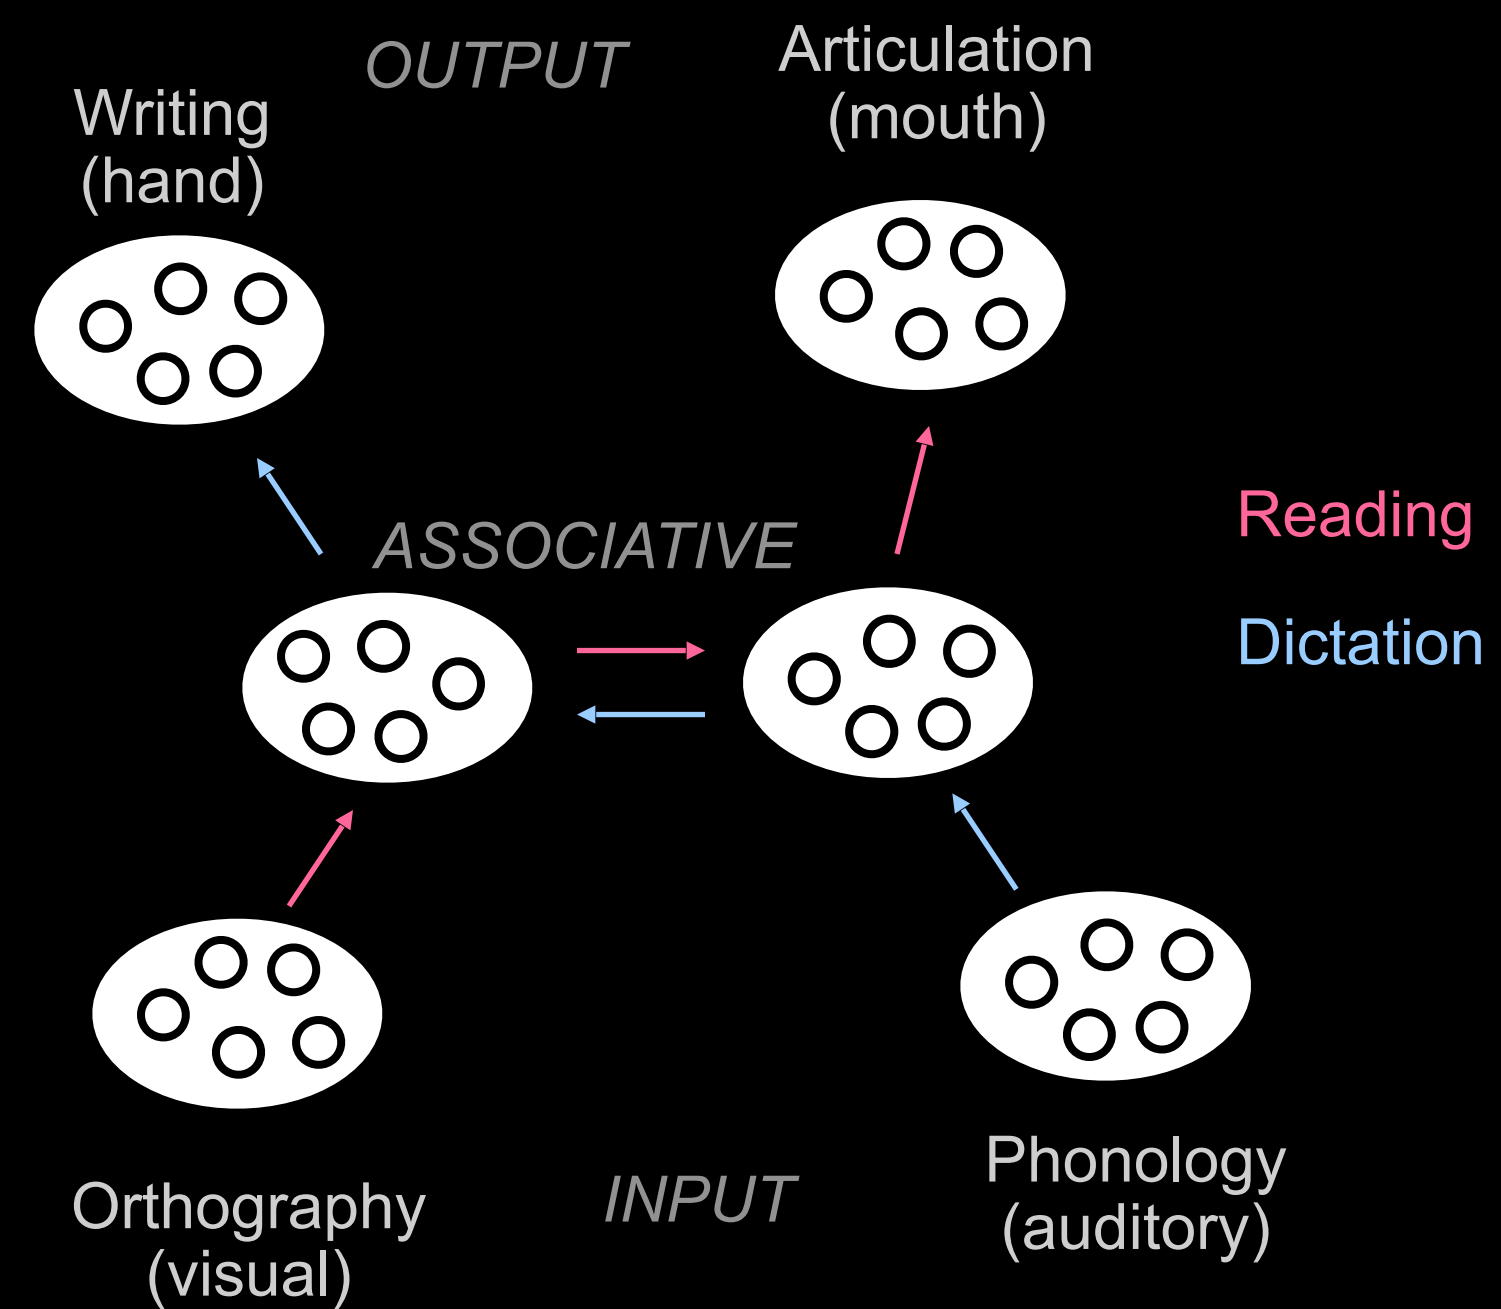 OUTPUT
Articulation
(mouth)
Writing
(hand)
ASSOCIATIVE
Reading
Dictation
Orthography
(visual)
INPUT
Phonology
(auditory)